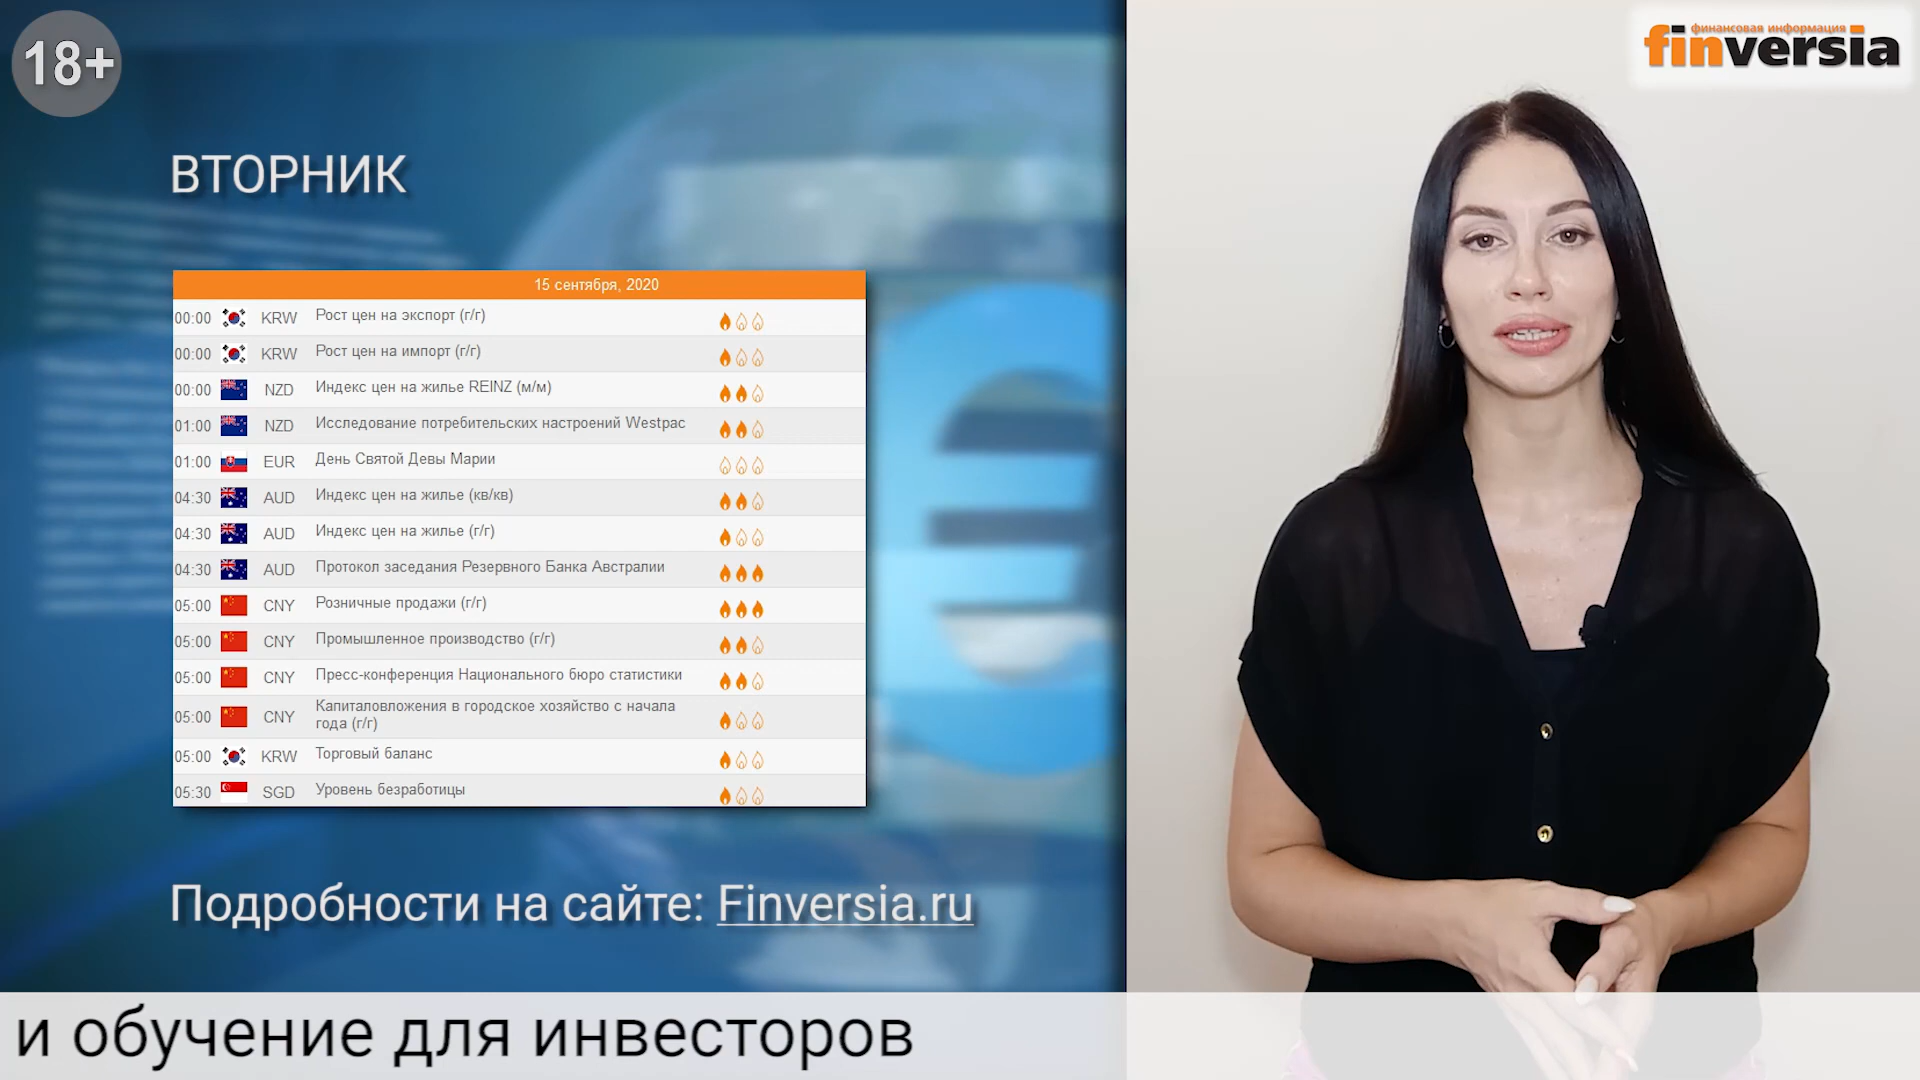 18+
финансовая информация
finversia
ВТОРНИК
15 сентября, 2020
00:00 KRW Рост цен на экспорт (г/г)
00:00 KRW Рост цен на импорт (г/г)
00:00 NZD Индекс цен на жилье REINZ (м/м)
01:00 NZD Исследование потребительских настроений Westpac
01:00 EUR День Святой Девы Марии
04:30 AUD Индекс цен на жилье (кв/кв)
04:30 AUD Индекс цен на жилье (г/г)
04:30 AUD Протокол заседания Резервного Банка Австралии
05:00 CNY Розничные продажи (г/г)
05:00 CNY Промышленное производство (г/г)
05:00 CNY Пресс-конференция Национального бюро статистики
05:00 CNY Капиталовложения в городское хозяйство с начала
года (г/г)
05:00 KRW Торговый баланс
05:30 SGD Уровень безработицы
Подробности на сайте: Finversia.ru
и обучение для инвесторов